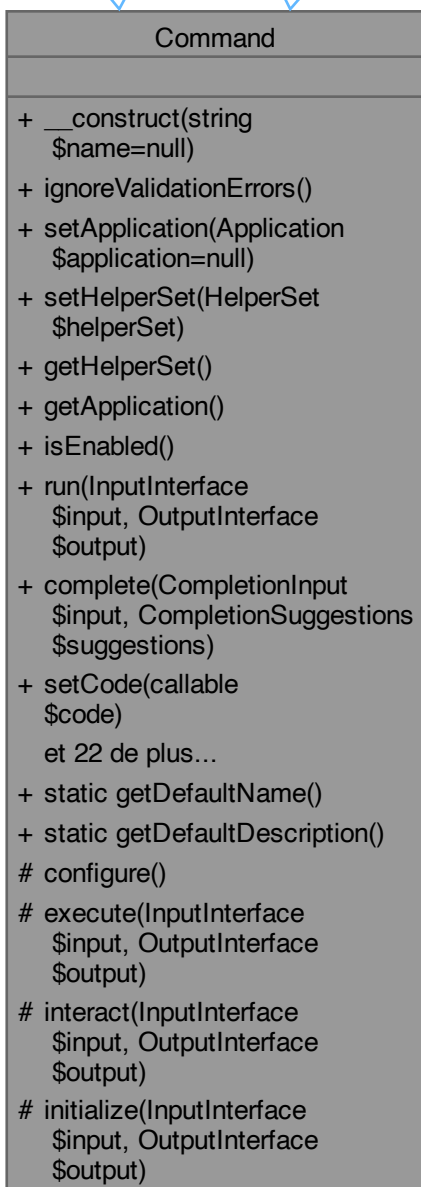 Command
+ __construct(string
$name=null)
+ ignoreValidationErrors()
+ setApplication(Application
$application=null)
+ setHelperSet(HelperSet
$helperSet)
+ getHelperSet()
+ getApplication()
+ isEnabled()
+ run(InputInterface
$input, OutputInterface
$output)
+ complete(CompletionInput
$input, CompletionSuggestions
$suggestions)
+ setCode(callable
$code)
et 22 de plus...
+ static getDefaultName()
+ static getDefaultDescription()
# configure()
# execute(InputInterface
$input, OutputInterface
$output)
# interact(InputInterface
$input, OutputInterface
$output)
# initialize(InputInterface
$input, OutputInterface
$output)